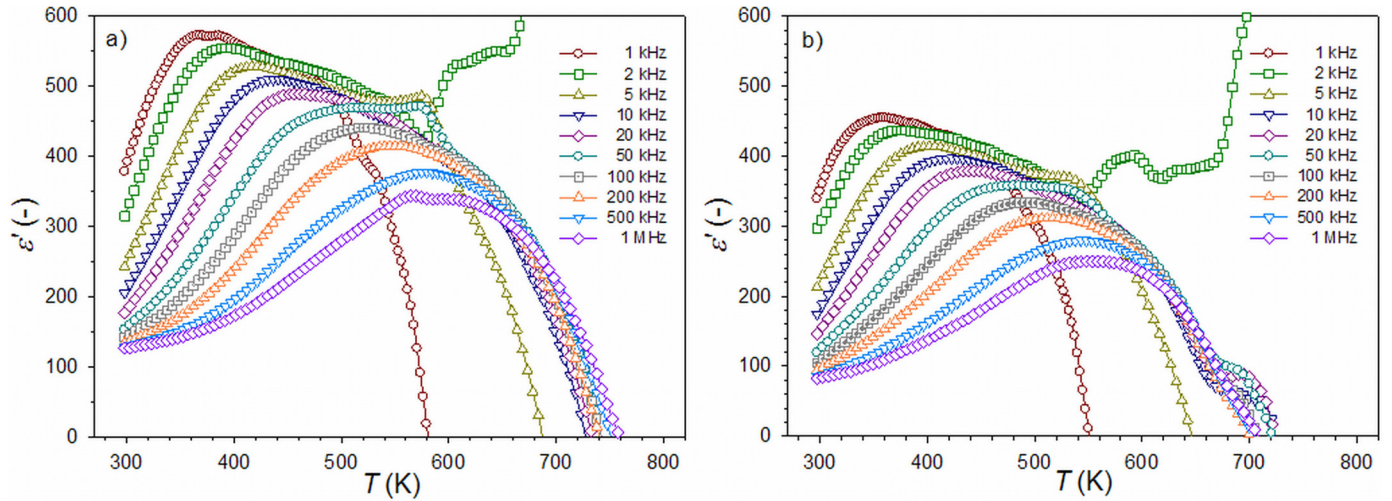 a)
600
500
400
300
200
100
0
ε' (-)
300 400 500 600 700 800
T (K)
1 kHz
2 kHz
5 kHz
10 kHz
20 kHz
50 kHz
100 kHz
200 kHz
500 kHz
1 MHz
b)
600
500
400
300
200
100
0
ε' (-)
300 400 500 600 700 800
T (K)
1 kHz
2 kHz
5 kHz
10 kHz
20 kHz
50 kHz
100 kHz
200 kHz
500 kHz
1 MHz